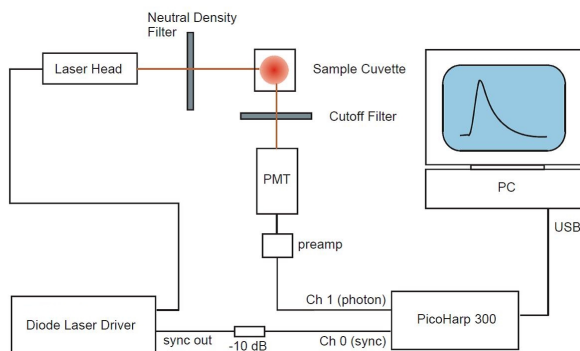 Neutral Density
Filter
Laser Head
Sample Cuvette
Cutoff Filter
PMT
PC
USB
preamp
Ch 1 (photon)
Diode Laser Driver
sync out
-10 dB
Ch 0 (sync)
PicoHarp 300